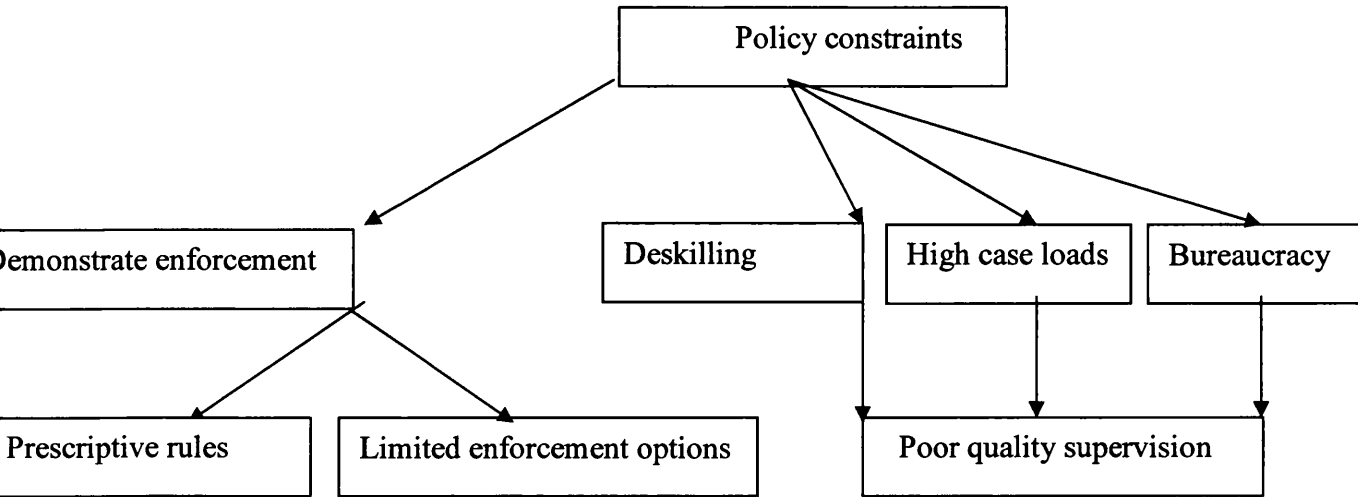 Policy constraints
Demonstrate enforcement
Deskilling
High case loads
Bureaucracy
Prescriptive rules
Limited enforcement options
Poor quality supervision